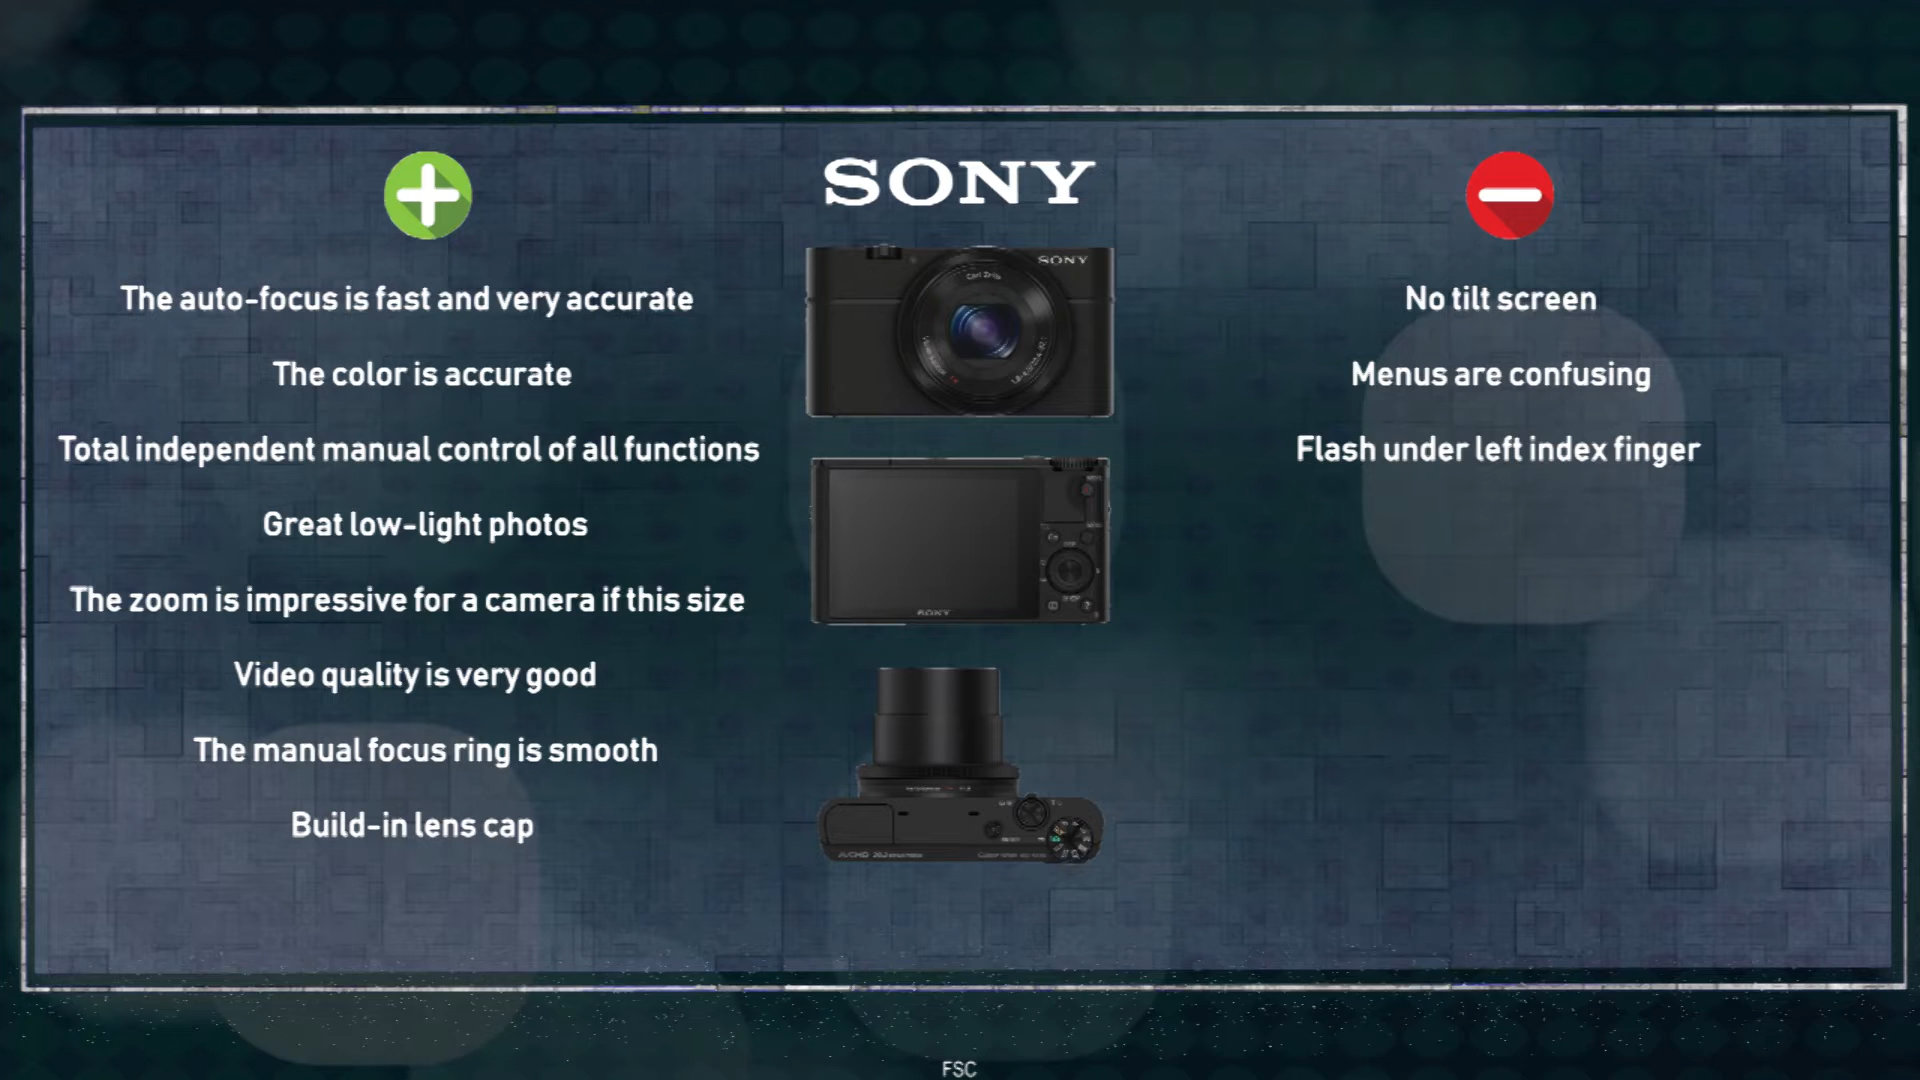 SONY
The auto-focus is fast and very accurate
The color is accurate
Total independent manual control of all functions
Great low-light photos
The zoom is impressive for a camera if this size
Video quality is very good
The manual focus ring is smooth
Build-in lens cap
SONY
SONY
No tilt screen
Menus are confusing
Flash under left index finger
FSC